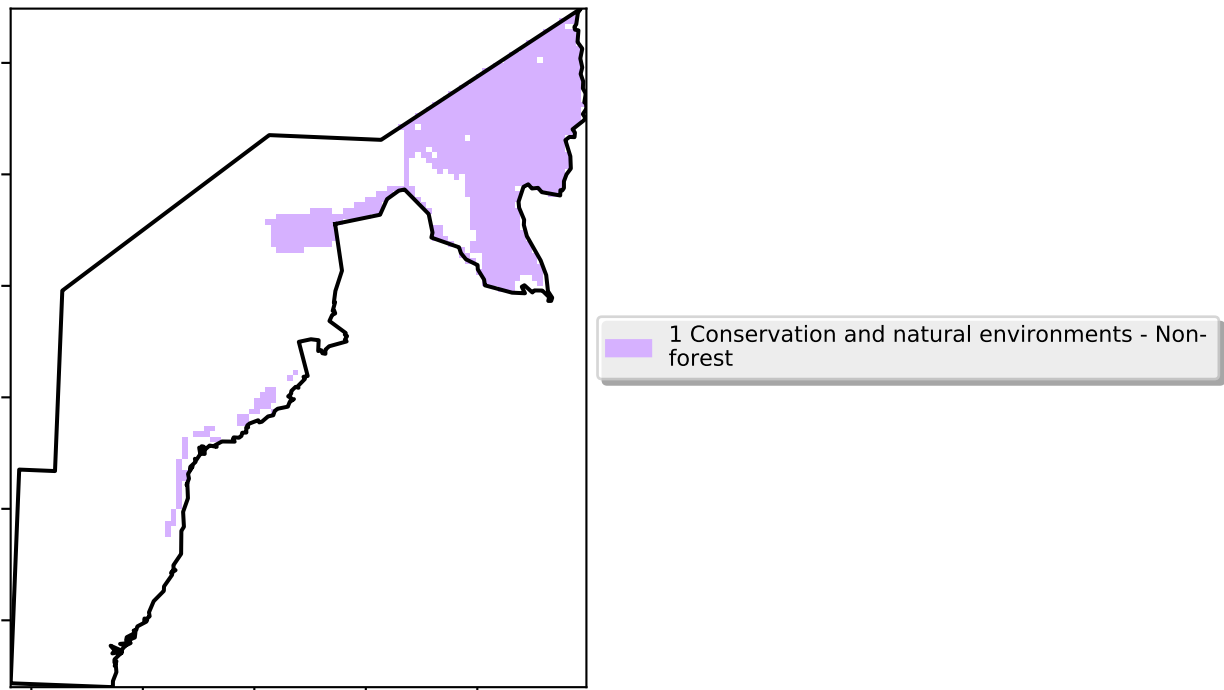 1 Conservation and natural environments - Non-
forest